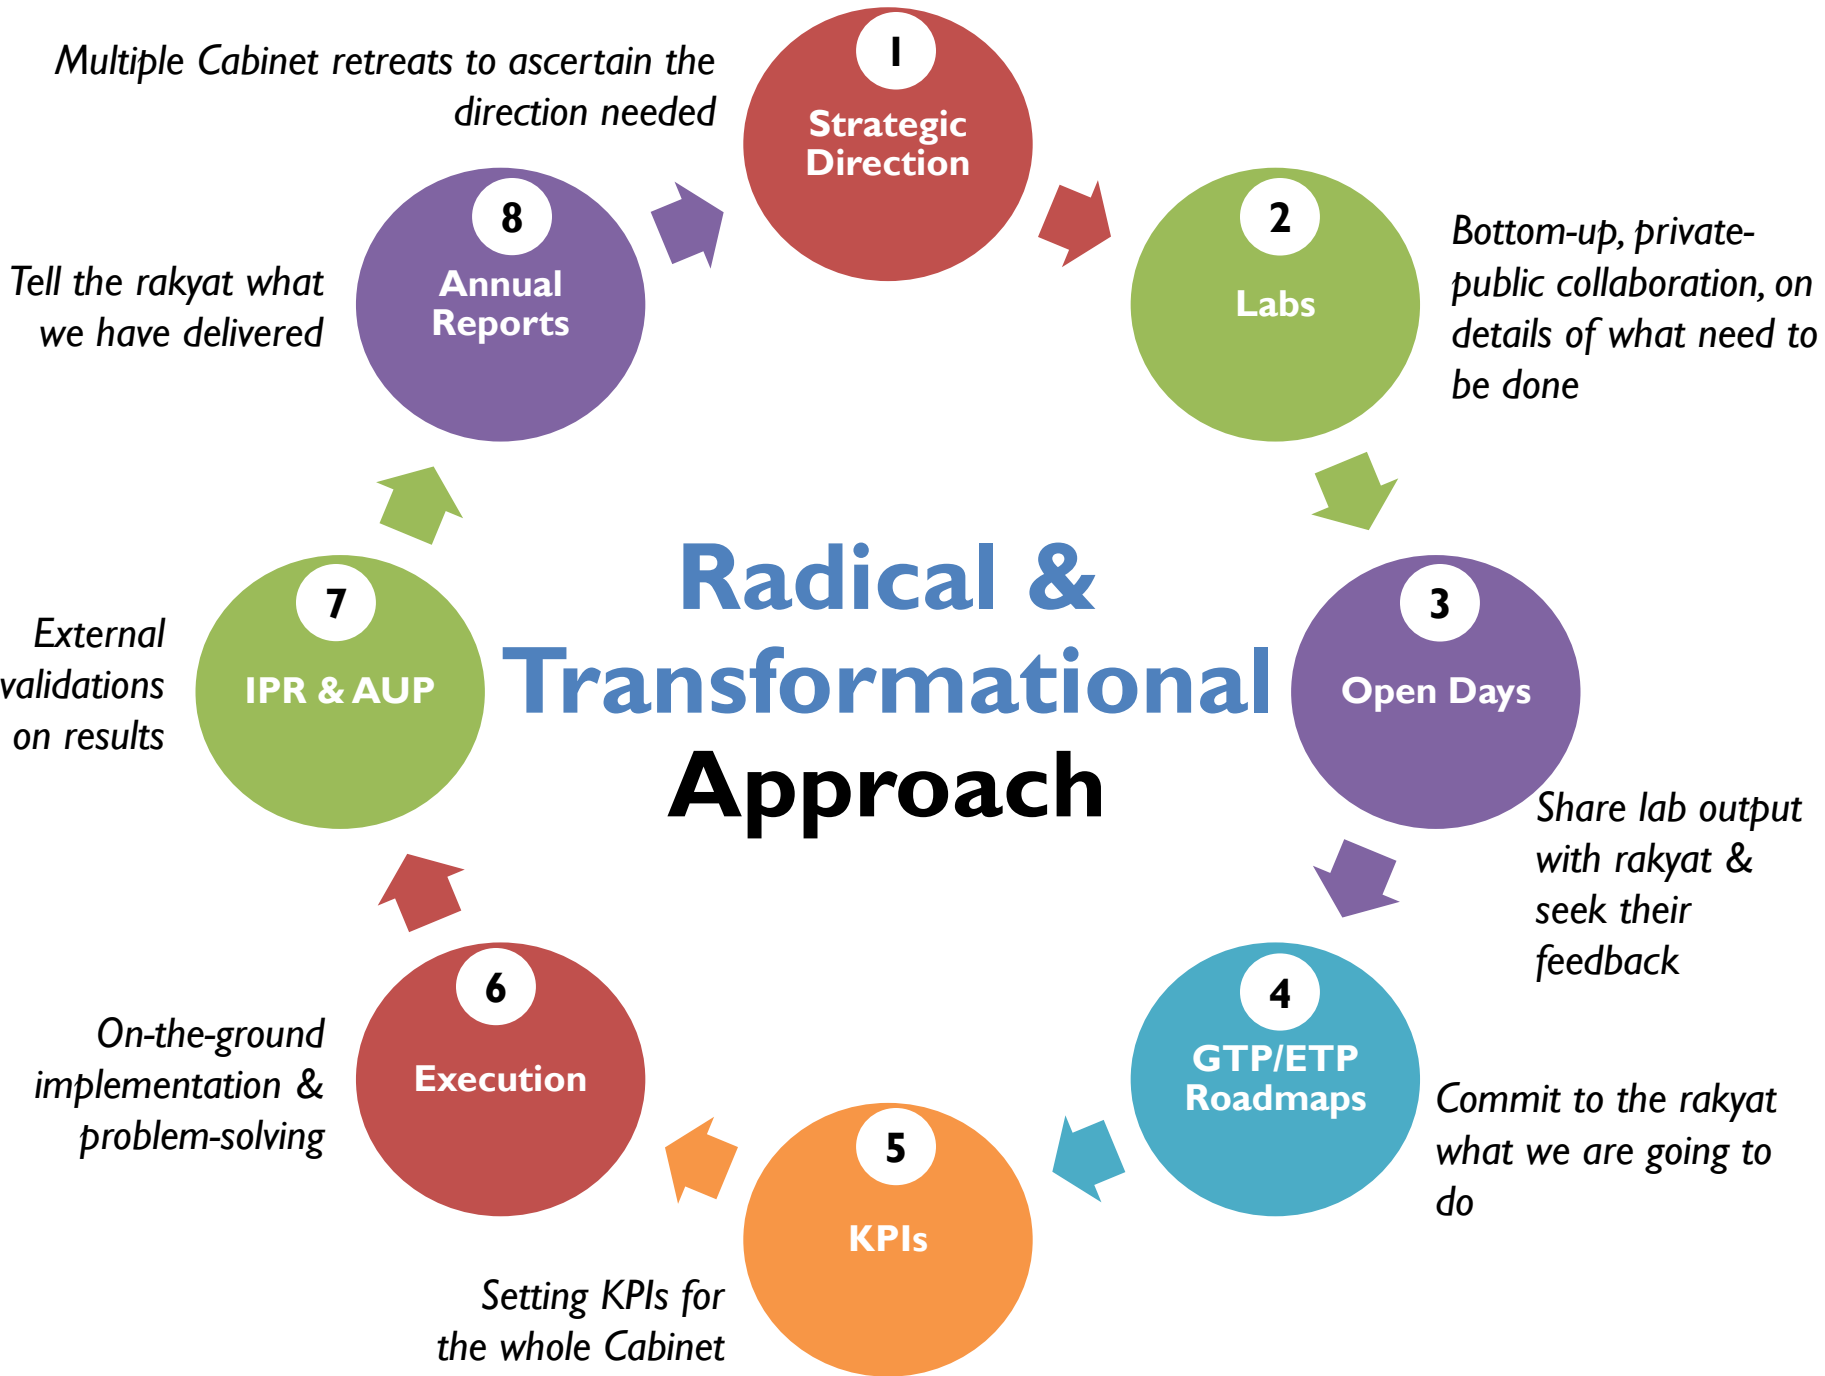 Multiple Cabinet retreats to ascertain the
direction needed
1
Strategic
Direction
2
Labs
Bottom-up, private-
public collaboration, on
details of what need to
be done
3
Open Days
Share lab output
with rakyat &
seek their
feedback
4
GTP/ETP
Roadmaps
Commit to the rakyat
what we are going to
do
5
KPIs
Setting KPIs for
the whole Cabinet
6
Execution
On-the-ground
implementation &
problem-solving
7
IPR & AUP
External
validations
on results
8
Annual
Reports
Tell the rakyat what
we have delivered
Radical &
Transformational
Approach